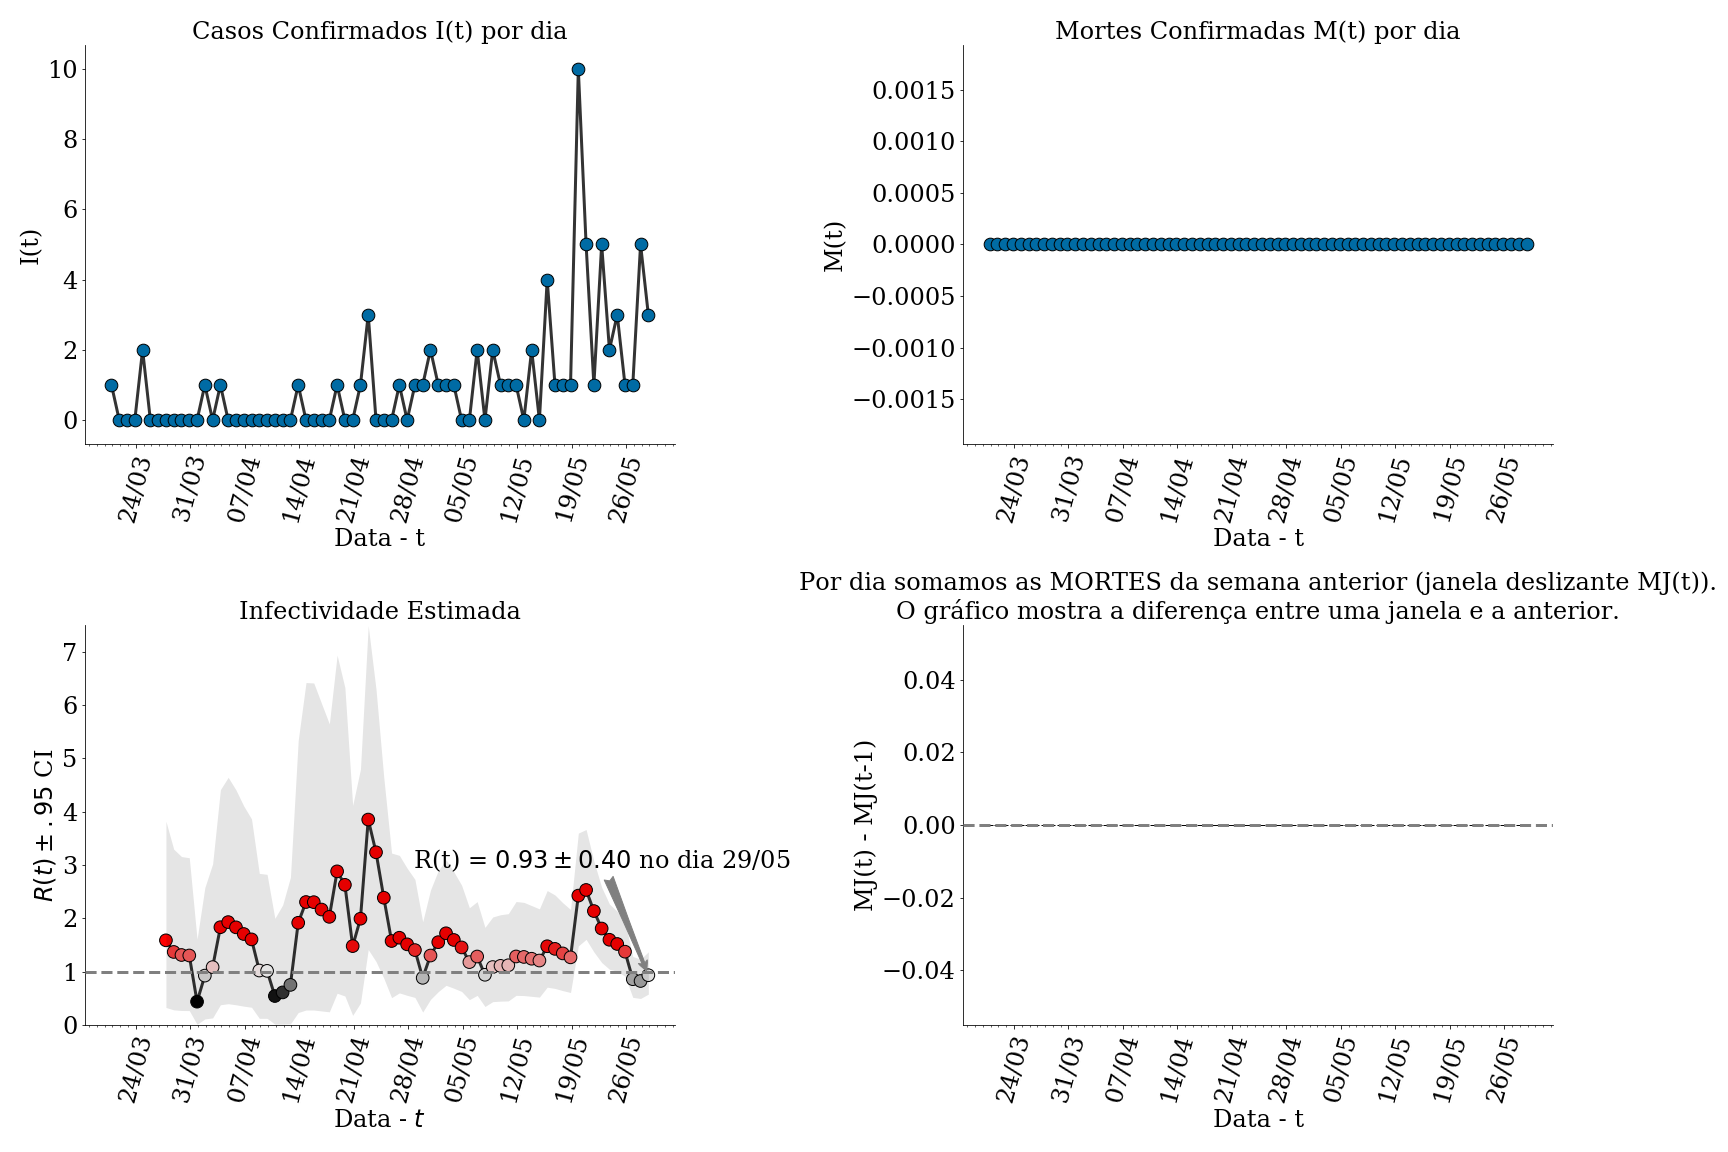 Casos Confirmados I(t) por dia
10
8
6
4
2
0
I(t)
24/03 31/03 07/04 14/04 21/04 28/04 05/05 12/05 19/05 26/05
Data - t
Mortes Confirmadas M(t) por dia
0.0015
0.0010
0.0005
0.0000
−0.0005
−0.0010
−0.0015
M(t)
24/03 31/03 07/04 14/04 21/04 28/04 05/05 12/05 19/05 26/05
Data - t
Infectividade Estimada
7
6
5
4
3
2
1
0
R(t) ± .95 CI
R(t) = 0.93 ± 0.40 no dia 29/05
24/03 31/03 07/04 14/04 21/04 28/04 05/05 12/05 19/05 26/05
Data - t
Por dia somamos as MORTES da semana anterior (janela deslizante MJ(t)).
O gráfico mostra a diferença entre uma janela e a anterior.
0.04
0.02
0.00
−0.02
−0.04
MJ(t) - MJ(t-1)
24/03 31/03 07/04 14/04 21/04 28/04 05/05 12/05 19/05 26/05
Data - t